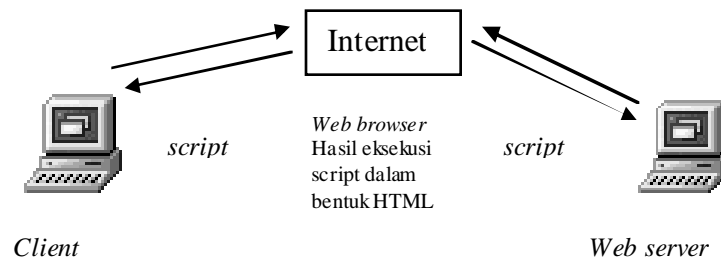 Internet
Web browser
script
Hasil eksekusi
script
script dalam
bentuk HTML
Client
Web server